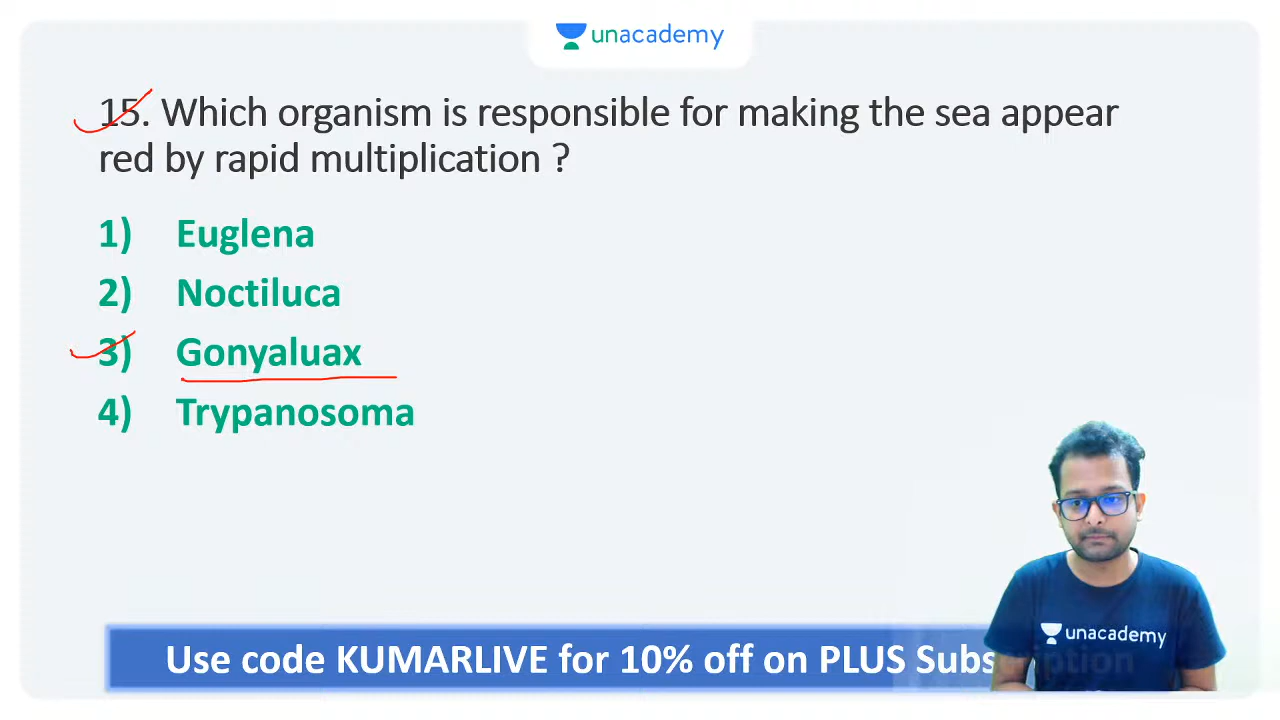 unacademy
15. Which organism is responsible for making the sea appear
red by rapid multiplication ?
1) Euglena
2) Noctiluca
3) Gonyaluax
4) Trypanosoma
unacademy
Use code KUMARLIVE for 10% off on PLUS Subscription